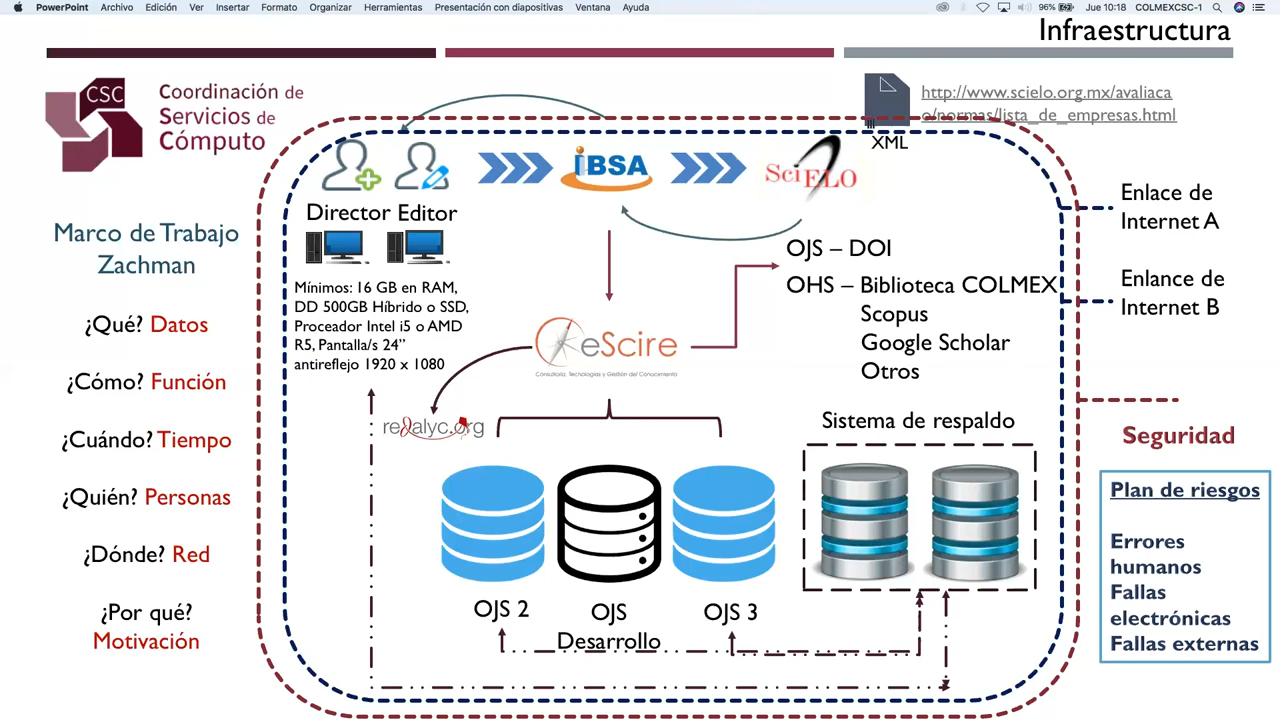 PowerPoint Archivo Edición Ver Insertar Formato Organizar Herramientas Presentación con diapositivas Ventana Ayuda 96% Jue 10:18 COLMEXCSC-1
Infraestructura
CSC
Coordinación de
Servicios de
Cómputo
http://www.scielo.org.mx/avaliaca
o/normas/lista_de_empresas.html
XML
iBSA
SciELO
Director Editor
Enlace de
Internet A
Marco de Trabajo
Zachman
OJS – DOI
OHS – Biblioteca COLMEX
Scopus
Google Scholar
Otros
Enlance de
Internet B
Mínimos: 16 GB en RAM,
DD 500GB Híbrido o SSD,
Proceador Intel i5 o AMD
R5, Pantalla/s 24”
antireflejo 1920 x 1080
¿Qué? Datos
¿Cómo? Función
¿Cuándo? Tiempo
¿Quién? Personas
¿Dónde? Red
¿Por qué?
Motivación
eScire
Consultoría, Tecnologías y Gestión del Conocimiento
redalyc.org
Sistema de respaldo
Seguridad
OJS 2
OJS
Desarrollo
OJS 3
Plan de riesgos
Errores
humanos
Fallas
electrónicas
Fallas externas